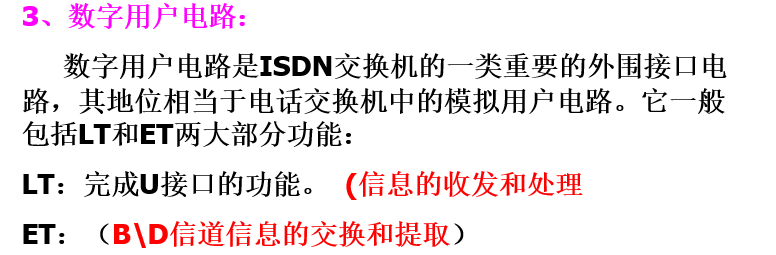 3、数字用户电路：
数字用户电路是ISDN交换机的一类重要的外围接口电
路，其地位相当于电话交换机中的模拟用户电路。它一般
包括LT和ET两大部分功能：
LT：完成U接口的功能。（信息的收发和处理
ET：（B\D信道信息的交换和提取）